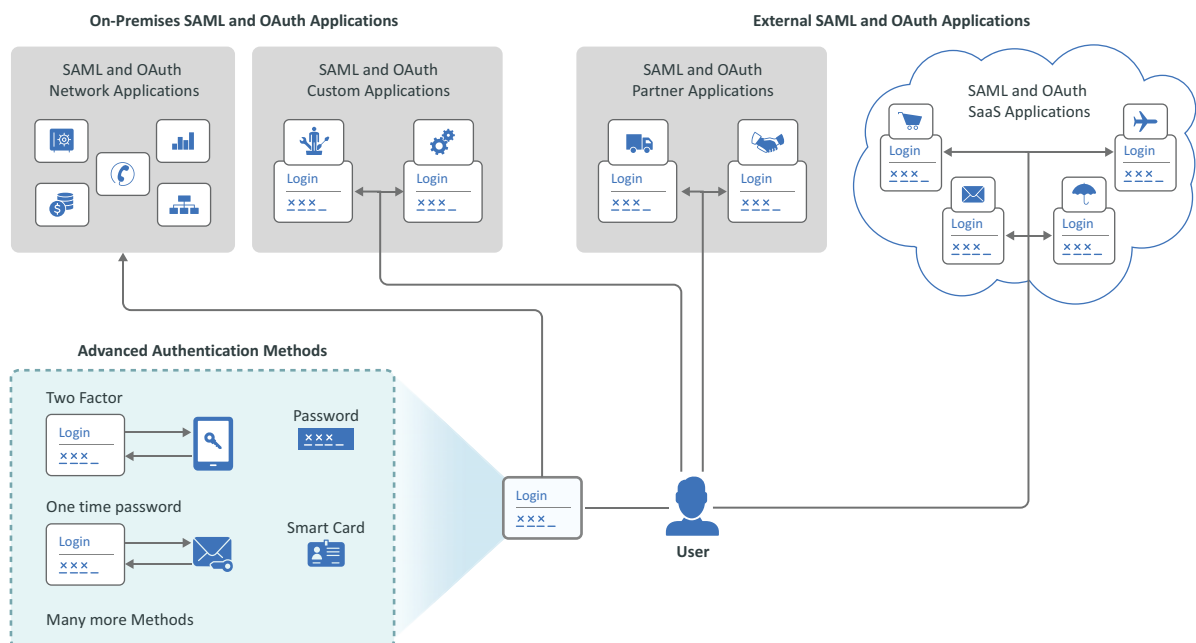 On-Premises SAML and OAuth Applications
External SAML and OAuth Applications
SAML and OAuth
Network Applications
SAML and OAuth
Custom Applications
Login
×××_
Login
×××_
SAML and OAuth
Partner Applications
Login
×××_
Login
×××_
SAML and OAuth
SaaS Applications
Login
×××_
Login
×××_
Login
×××_
Login
×××_
Advanced Authentication Methods
Two Factor
Login
×××_
Password
×××_
One time password
Login
×××_
Smart Card
Many more Methods
Login
×××_
User
$